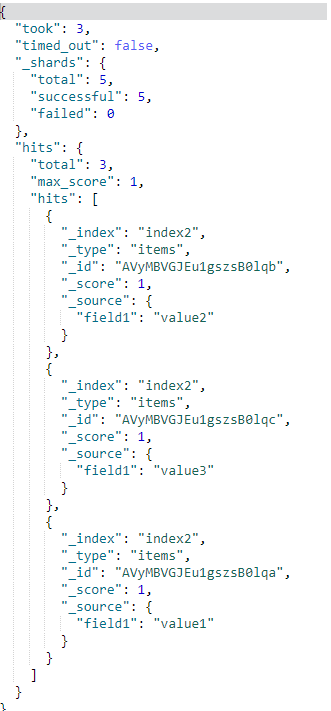 {
  "took": 3,
  "timed_out": false,
  "_shards": {
    "total": 5,
    "successful": 5,
    "failed": 0
  },
  "hits": {
    "total": 3,
    "max_score": 1,
    "hits": [
      {
        "_index": "index2",
        "_type": "items",
        "_id": "AVyMBVGJEu1gszsB0lqb",
        "_score": 1,
        "_source": {
          "field1": "value2"
        }
      },
      {
        "_index": "index2",
        "_type": "items",
        "_id": "AVyMBVGJEu1gszsB0lqc",
        "_score": 1,
        "_source": {
          "field1": "value3"
        }
      },
      {
        "_index": "index2",
        "_type": "items",
        "_id": "AVyMBVGJEu1gszsB0lqa",
        "_score": 1,
        "_source": {
          "field1": "value1"
        }
      }
    ]
  }
}